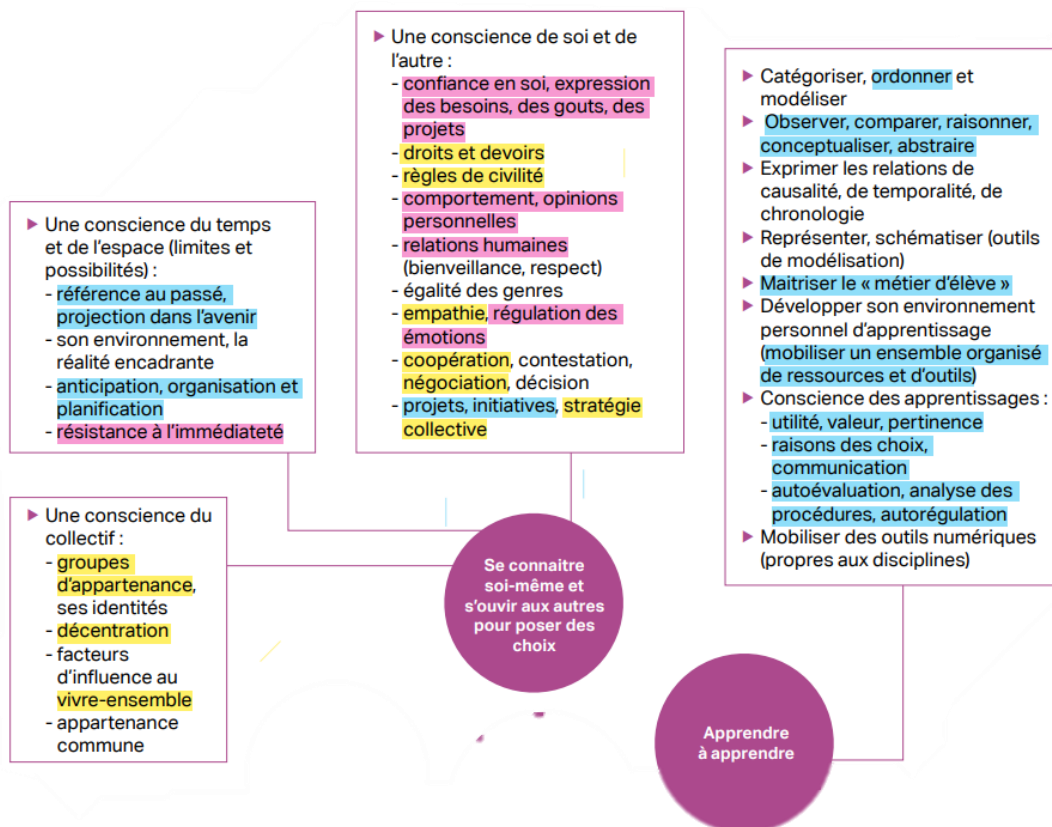 ▶ Une conscience de soi et de
l'autre :
- confiance en soi, expression
des besoins, des gouts, des
projets
- droits et devoirs
- règles de civilité
- comportement, opinions
personnelles
- relations humaines
(bienveillance, respect)
- égalité des genres
- empathie, régulation des
émotions
- coopération, contestation,
négociation, décision
- projets, initiatives, stratégie
collective
▶ Catégoriser, ordonner et
modéliser
▶ Observer, comparer, raisonner,
conceptualiser, abstraire
▶ Exprimer les relations de
causalité, de temporalité, de
chronologie
▶ Représenter, schématiser (outils
de modélisation)
▶ Maitriser le « métier d'élève »
▶ Développer son environnement
personnel d'apprentissage
(mobiliser un ensemble organisé
de ressources et d'outils)
▶ Conscience des apprentissages :
- utilité, valeur, pertinence
- raisons des choix,
communication
- autoévaluation, analyse des
procédures, autorégulation
▶ Mobiliser des outils numériques
(propres aux disciplines)
▶ Une conscience du temps
et de l'espace (limites et
possibilités) :
- référence au passé,
projection dans l'avenir
- son environnement, la
réalité encadrante
- anticipation, organisation et
planification
- résistance à l'immédiateté
▶ Une conscience du
collectif :
- groupes
d'appartenance,
ses identités
- décentration
- facteurs
d'influence au
vivre-ensemble
- appartenance
commune
Se connaitre
soi-même et
s'ouvir aux autres
pour poser des
choix
Apprendre
à apprendre